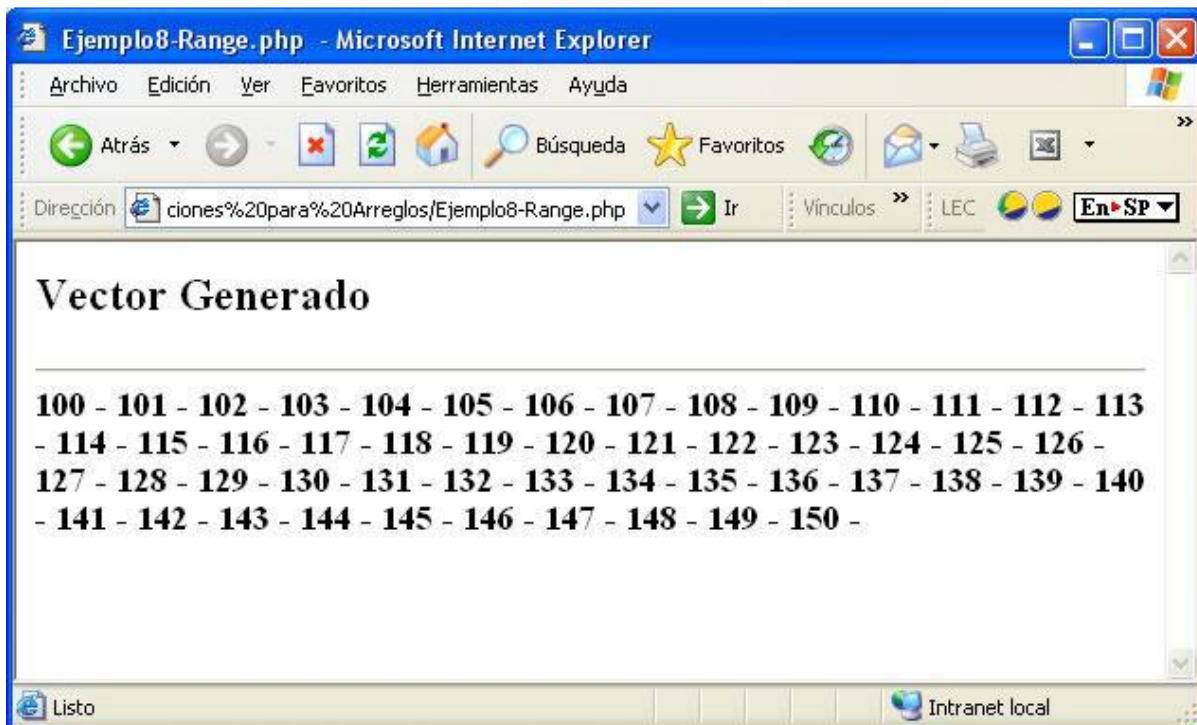 Ejemplo8-Range.php - Microsoft Internet Explorer
Archivo Edición Ver Favoritos Herramientas Ayuda
Atrás Búsqueda Favoritos »
Dirección ciones%20para%20Arreglos/Ejemplo8-Range.php Ir Vínculos » LEC En▸SP
Vector Generado
100 - 101 - 102 - 103 - 104 - 105 - 106 - 107 - 108 - 109 - 110 - 111 - 112 - 113
- 114 - 115 - 116 - 117 - 118 - 119 - 120 - 121 - 122 - 123 - 124 - 125 - 126 -
127 - 128 - 129 - 130 - 131 - 132 - 133 - 134 - 135 - 136 - 137 - 138 - 139 - 140
- 141 - 142 - 143 - 144 - 145 - 146 - 147 - 148 - 149 - 150 -
Listo Intranet local